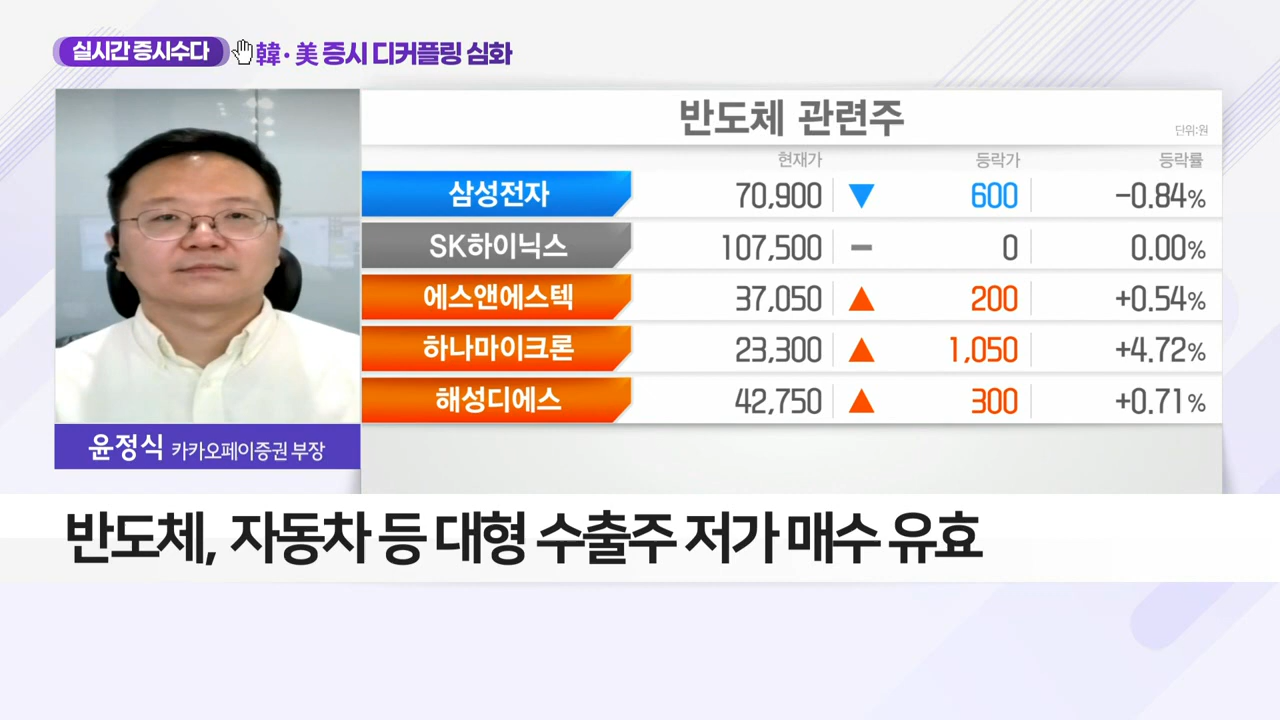 실시간 증시수다 韓·美 증시 디커플링 심화
반도체 관련주
단위:원
현재가 등락가 등락률
삼성전자 70,900 ▼ 600 -0.84%
SK하이닉스 107,500 － 0 0.00%
에스앤에스텍 37,050 ▲ 200 +0.54%
하나마이크론 23,300 ▲ 1,050 +4.72%
해성디에스 42,750 ▲ 300 +0.71%
윤정식 카카오페이증권 부장
반도체, 자동차 등 대형 수출주 저가 매수 유효